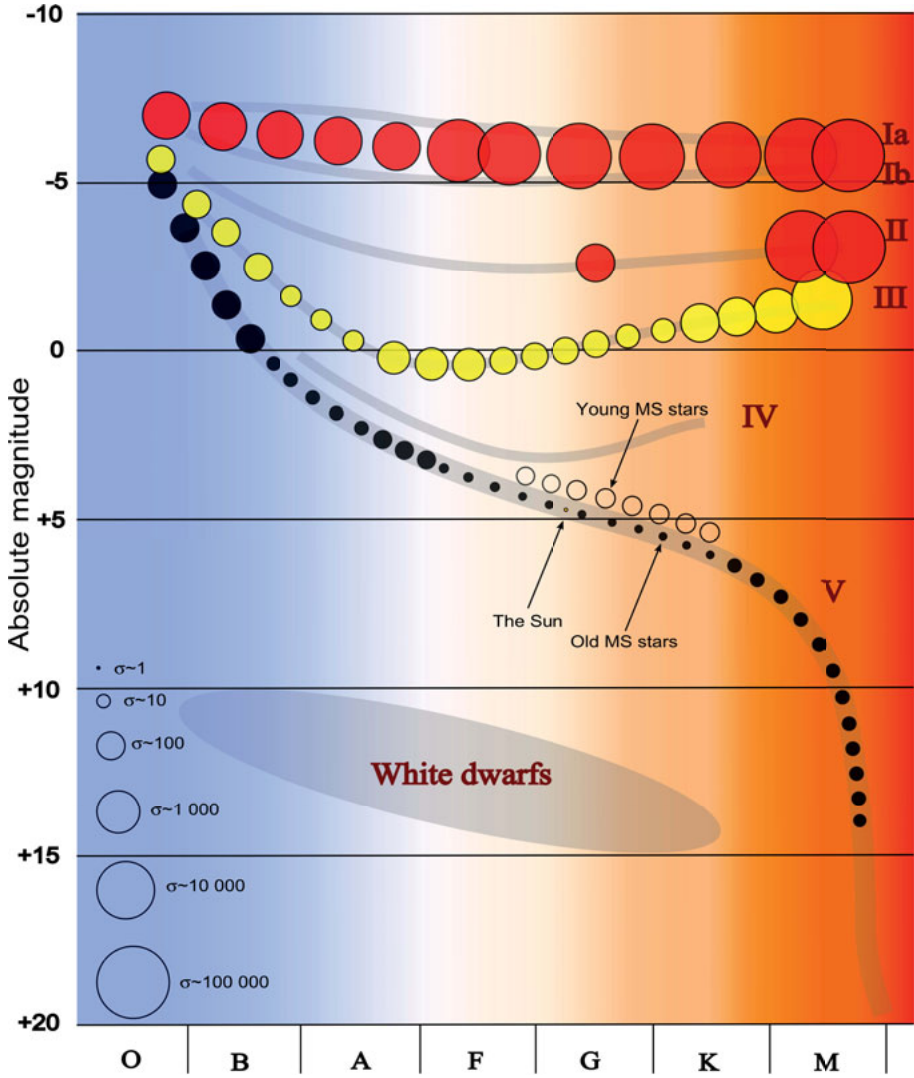 -10
-5
0
+5
+10
+15
+20
Absolute magnitude
Ia
Ib
II
III
IV
V
Young MS stars
The Sun
Old MS stars
White dwarfs
σ~1
σ~10
σ~100
σ~1 000
σ~10 000
σ~100 000
O B A F G K M